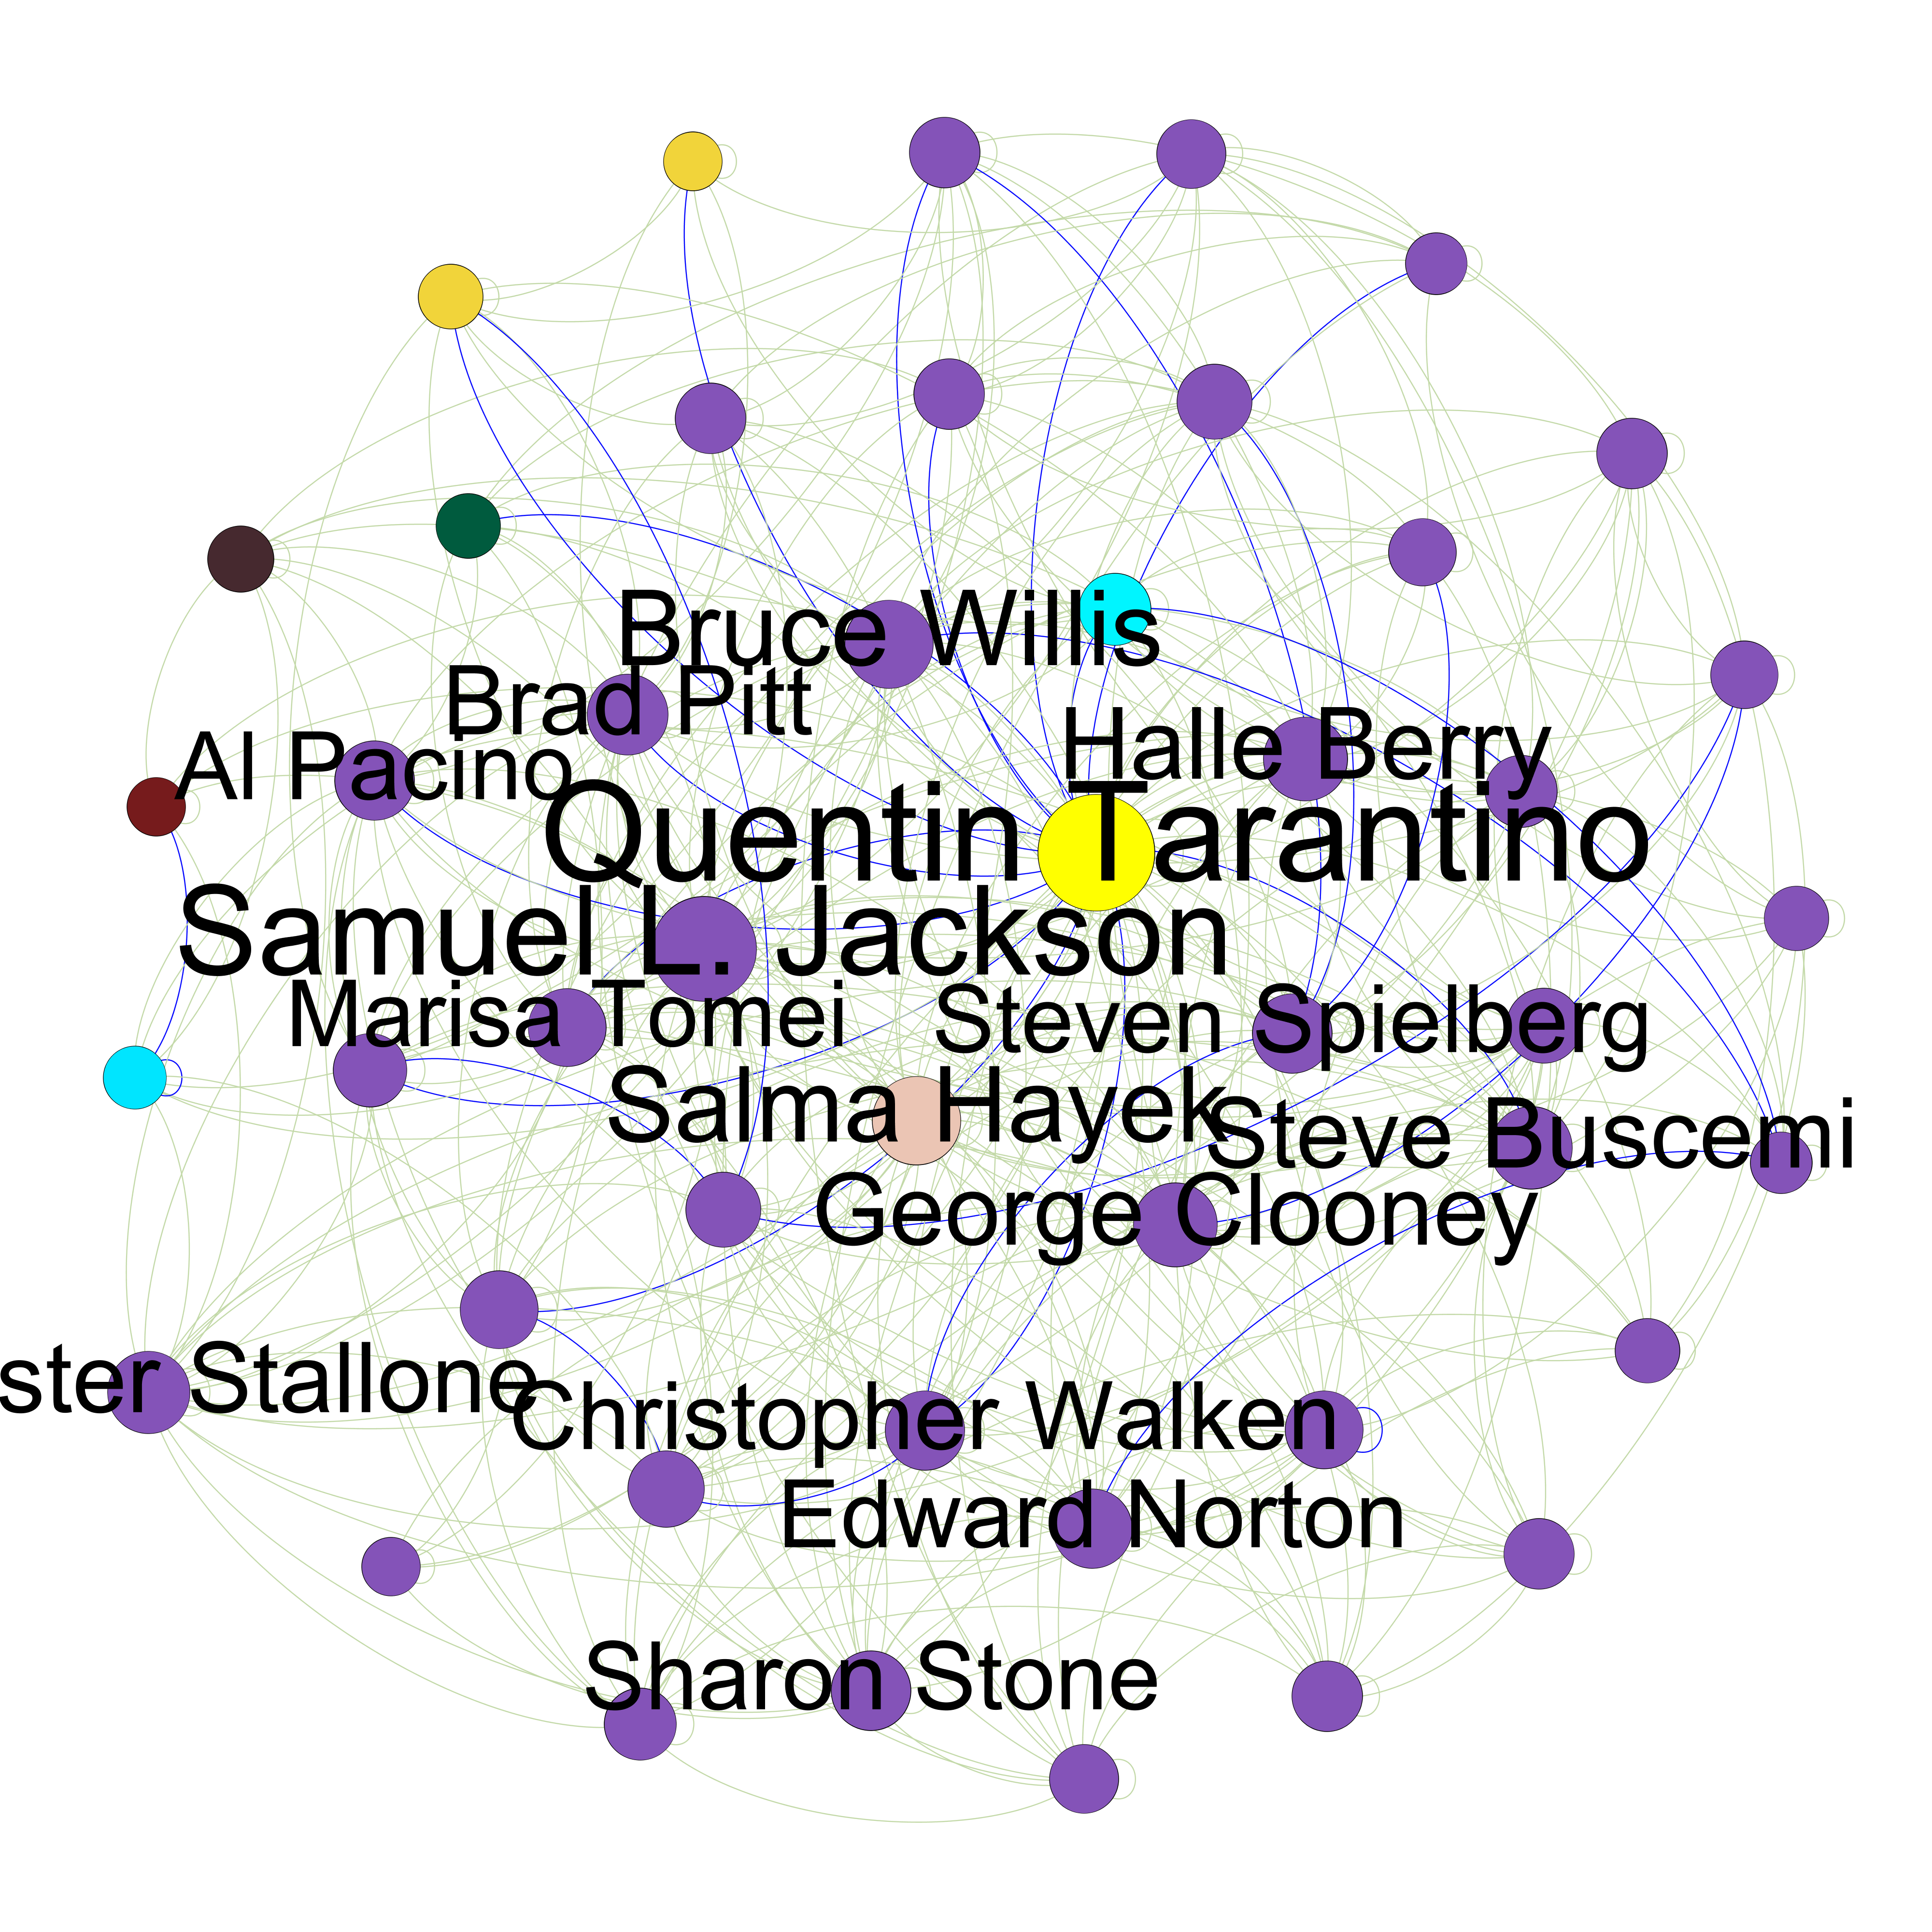 Bruce Willis
Brad Pitt
Halle Berry
Al Pacino
Quentin Tarantino
Samuel L. Jackson
Marisa Tomei
Steven Spielberg
Salma Hayek
Steve Buscemi
George Clooney
ster Stallone
Christopher Walken
Edward Norton
Sharon Stone